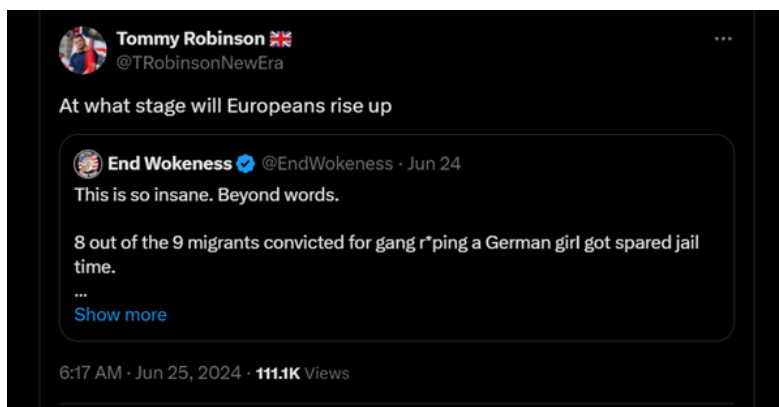 Tommy Robinson 🇬🇧
@TRobinsonNewEra
At what stage will Europeans rise up
End Wokeness @EndWokeness · Jun 24
This is so insane. Beyond words.
8 out of the 9 migrants convicted for gang r*ping a German girl got spared jail
time.
...
Show more
6:17 AM · Jun 25, 2024 · 111.1K Views